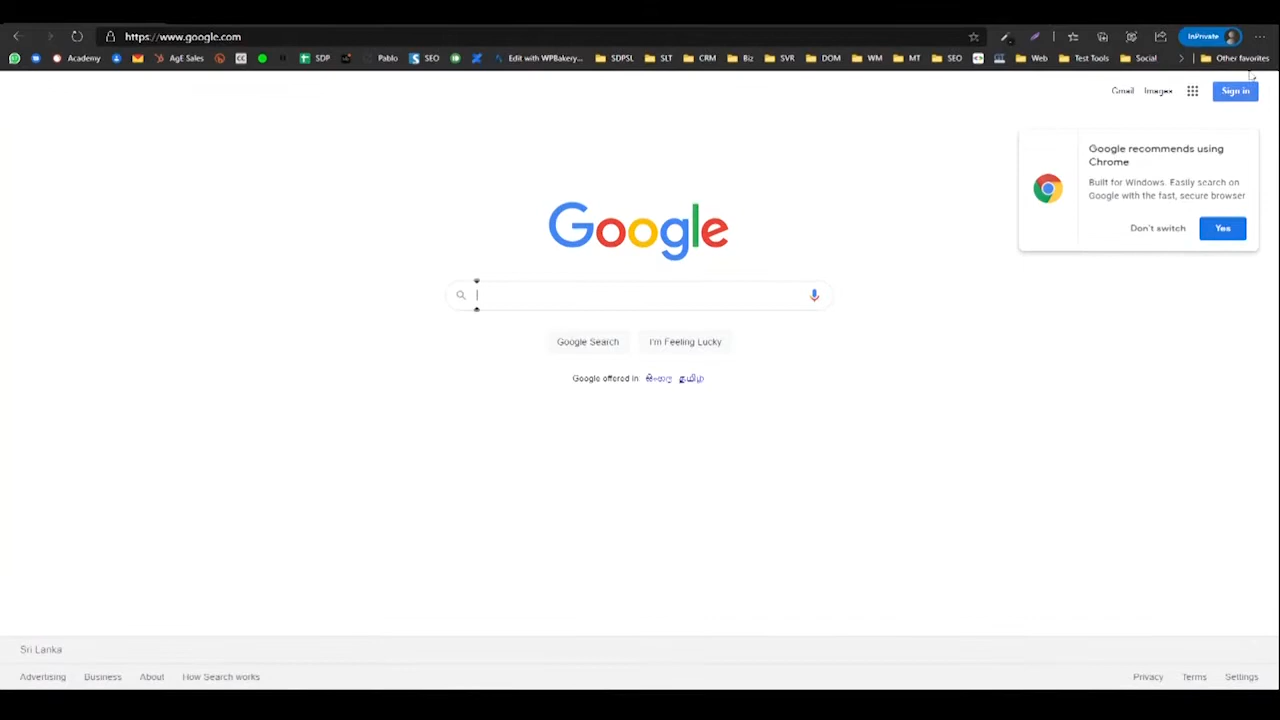 https://www.google.com
InPrivate
Academy AgE Sales CC SDP Pablo SEO Edit with WPBakery... SDPSL SLT CRM Biz SVR DOM WM MT SEO Web Test Tools Social Other favorites
Gmail Images Sign in
Google recommends using
Chrome
Built for Windows. Easily search on
Google with the fast, secure browser
Don't switch Yes
Google
Google Search I'm Feeling Lucky
Google offered in: සිංහල தமிழ்
Sri Lanka
Advertising Business About How Search works Privacy Terms Settings